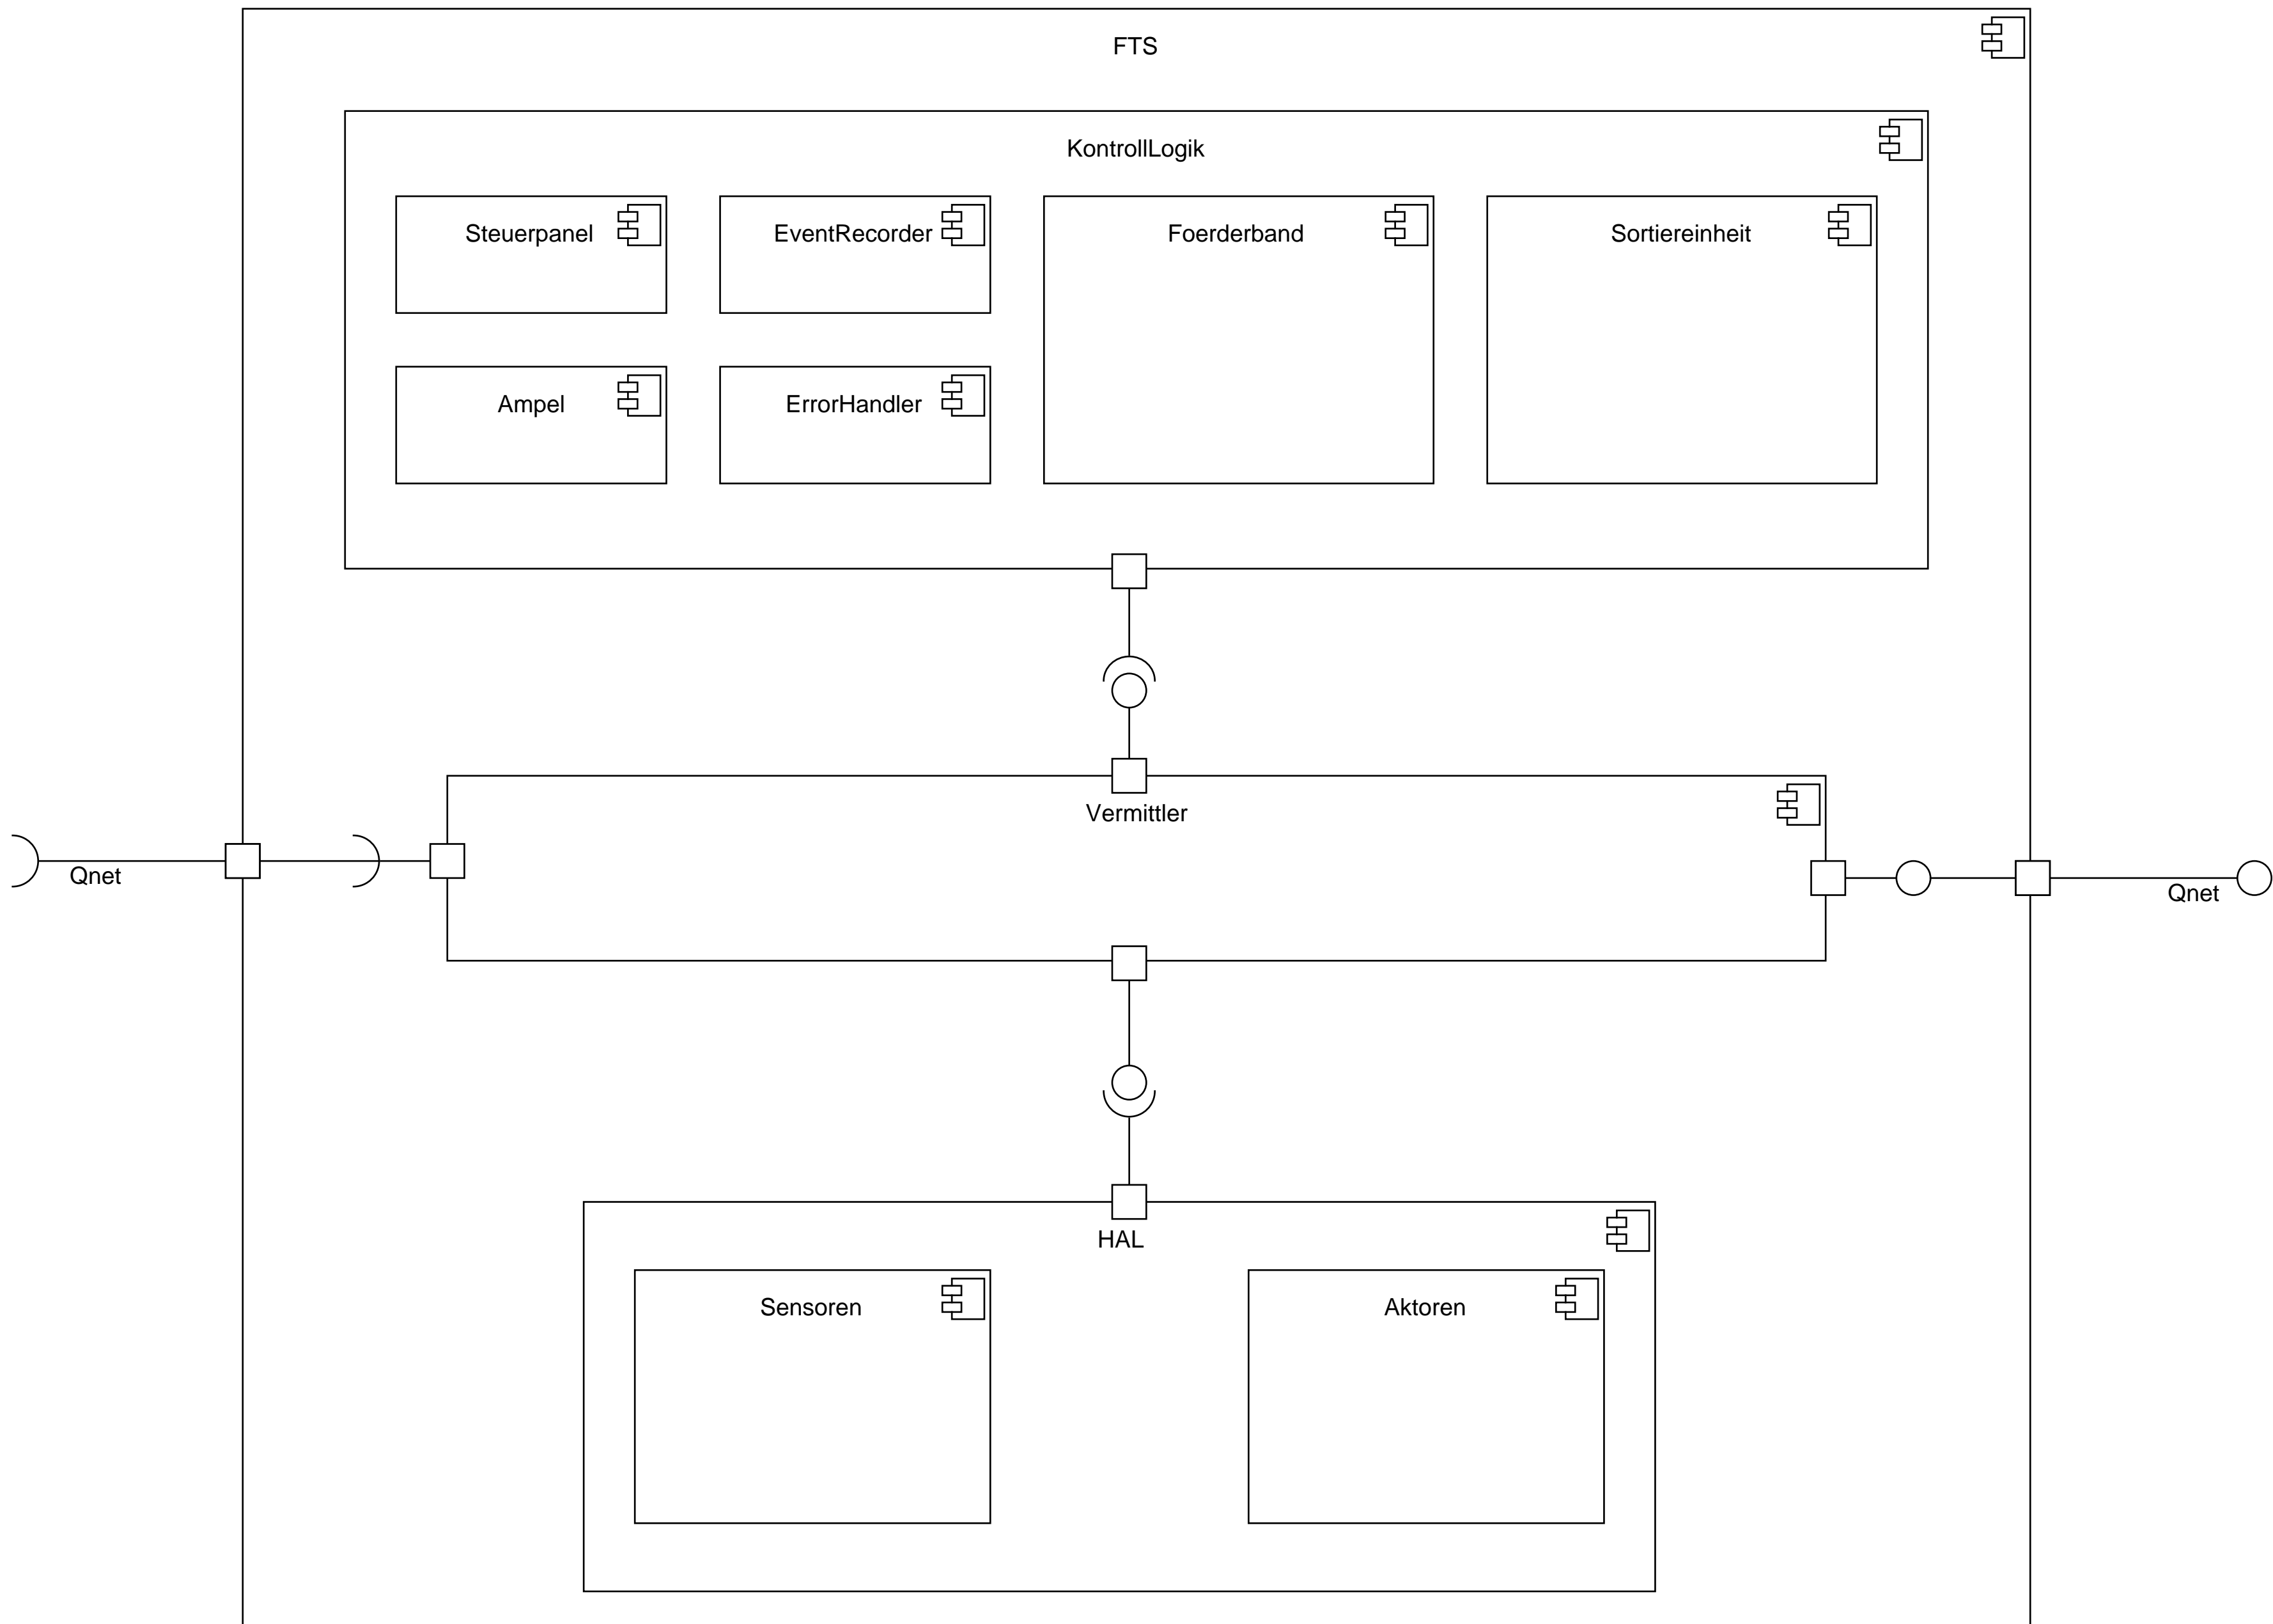 FTS
KontrollLogik
Steuerpanel
EventRecorder
Foerderband
Sortiereinheit
Ampel
ErrorHandler
Vermittler
Qnet
Qnet
HAL
Sensoren
Aktoren